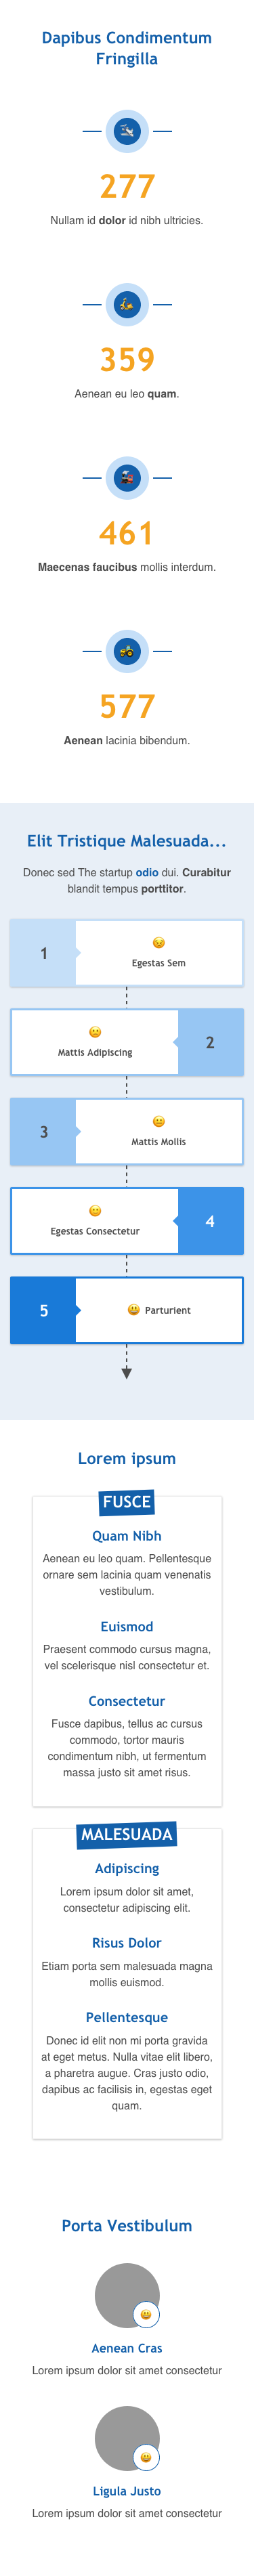 Dapibus Condimentum
Fringilla
277
Nullam id dolor id nibh ultricies.
359
Aenean eu leo quam.
461
Maecenas faucibus mollis interdum.
577
Aenean lacinia bibendum.
Elit Tristique Malesuada...
Donec sed The startup odio dui. Curabitur
blandit tempus porttitor.
1
Egestas Sem
Mattis Adipiscing
2
3
Mattis Mollis
Egestas Consectetur
4
5
Parturient
Lorem ipsum
FUSCE
Quam Nibh
Aenean eu leo quam. Pellentesque
ornare sem lacinia quam venenatis
vestibulum.
Euismod
Praesent commodo cursus magna,
vel scelerisque nisl consectetur et.
Consectetur
Fusce dapibus, tellus ac cursus
commodo, tortor mauris
condimentum nibh, ut fermentum
massa justo sit amet risus.
MALESUADA
Adipiscing
Lorem ipsum dolor sit amet,
consectetur adipiscing elit.
Risus Dolor
Etiam porta sem malesuada magna
mollis euismod.
Pellentesque
Donec id elit non mi porta gravida
at eget metus. Nulla vitae elit libero,
a pharetra augue. Cras justo odio,
dapibus ac facilisis in, egestas eget
quam.
Porta Vestibulum
Aenean Cras
Lorem ipsum dolor sit amet consectetur
Ligula Justo
Lorem ipsum dolor sit amet consectetur